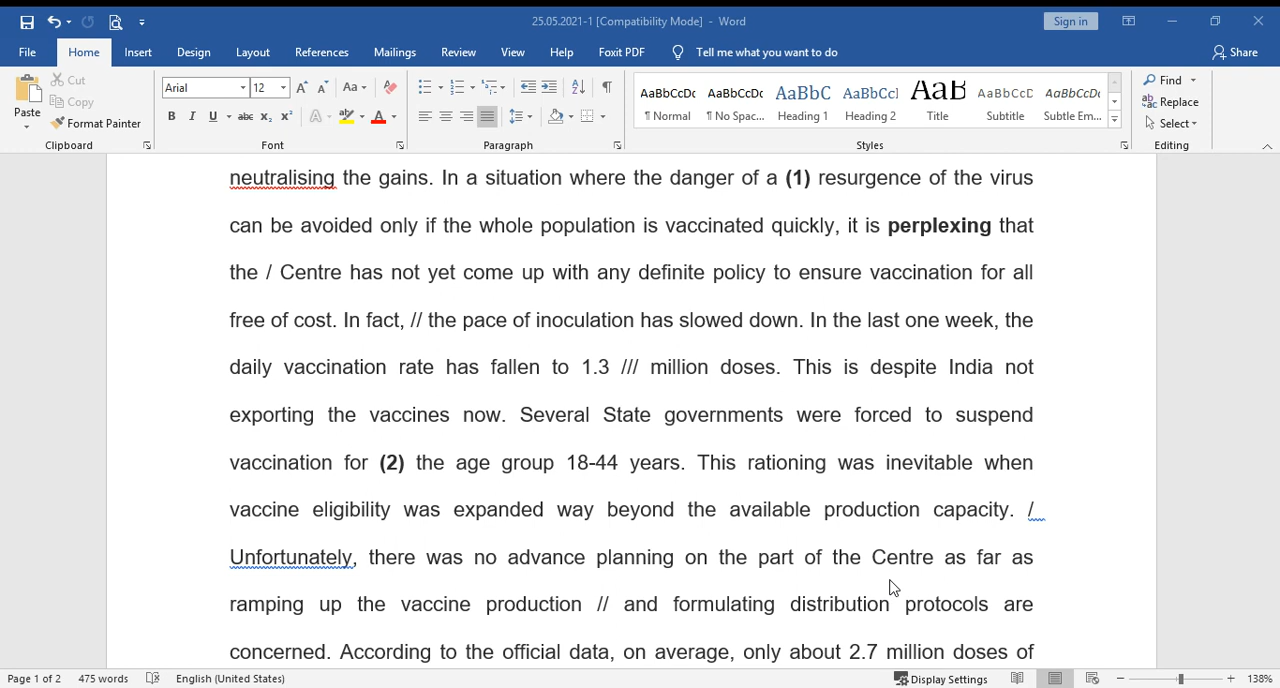 25.05.2021-1 [Compatibility Mode] - Word
Sign in
File Home Insert Design Layout References Mailings Review View Help Foxit PDF Tell me what you want to do Share
Paste
Cut
Copy
Format Painter
Clipboard
Arial 12 Aa
B I U abc x₂ x² A ab A
Font
Paragraph
AaBbCcDc AaBbCcDc AaBbC AaBbCcI AaB AaBbCcD AaBbCcDc
¶ Normal ¶ No Spac... Heading 1 Heading 2 Title Subtitle Subtle Em...
Styles
Find
Replace
Select
Editing
neutralising the gains. In a situation where the danger of a (1) resurgence of the virus
can be avoided only if the whole population is vaccinated quickly, it is perplexing that
the / Centre has not yet come up with any definite policy to ensure vaccination for all
free of cost. In fact, // the pace of inoculation has slowed down. In the last one week, the
daily vaccination rate has fallen to 1.3 /// million doses. This is despite India not
exporting the vaccines now. Several State governments were forced to suspend
vaccination for (2) the age group 18-44 years. This rationing was inevitable when
vaccine eligibility was expanded way beyond the available production capacity. /
Unfortunately, there was no advance planning on the part of the Centre as far as
ramping up the vaccine production // and formulating distribution protocols are
concerned. According to the official data, on average, only about 2.7 million doses of
Page 1 of 2 475 words English (United States) Display Settings 138%